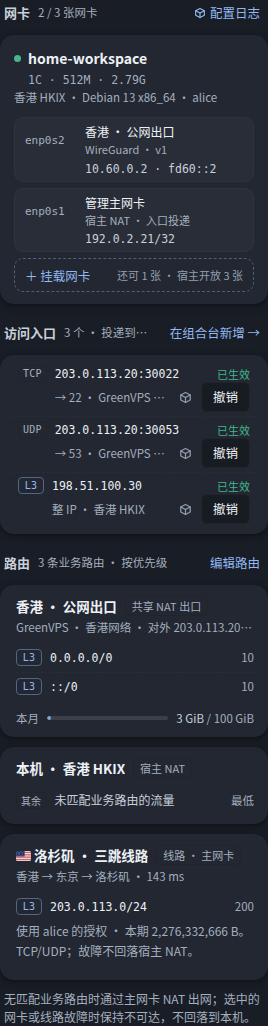 网卡 2 / 3 张网卡 配置日志
home-workspace
1C · 512M · 2.79G
香港 HKIX · Debian 13 x86_64 · alice
enp0s2 香港 · 公网出口
WireGuard · v1
10.60.0.2 · fd60::2
enp0s1 管理主网卡
宿主 NAT · 入口投递
192.0.2.21/32
＋ 挂载网卡 还可 1 张 · 宿主开放 3 张
访问入口 3 个 · 投递到… 在组合台新增 →
TCP 203.0.113.20:30022 已生效
→ 22 · GreenVPS … 撤销
UDP 203.0.113.20:30053 已生效
→ 53 · GreenVPS … 撤销
L3 198.51.100.30 已生效
整 IP · 香港 HKIX 撤销
路由 3 条业务路由 · 按优先级 编辑路由
香港 · 公网出口 共享 NAT 出口
GreenVPS · 香港网络 · 对外 203.0.113.20…
L3 0.0.0.0/0 10
L3 ::/0 10
本月 3 GiB / 100 GiB
本机 · 香港 HKIX 宿主 NAT
其余 未匹配业务路由的流量 最低
洛杉矶 · 三跳线路 线路 · 主网卡
香港 → 东京 → 洛杉矶 · 143 ms
L3 203.0.113.0/24 200
使用 alice 的授权 · 本期 2,276,332,666 B。
TCP/UDP；故障不回落宿主 NAT。
无匹配业务路由时通过主网卡 NAT 出网；选中的
网卡或线路故障时保持不可达，不回落到本机。